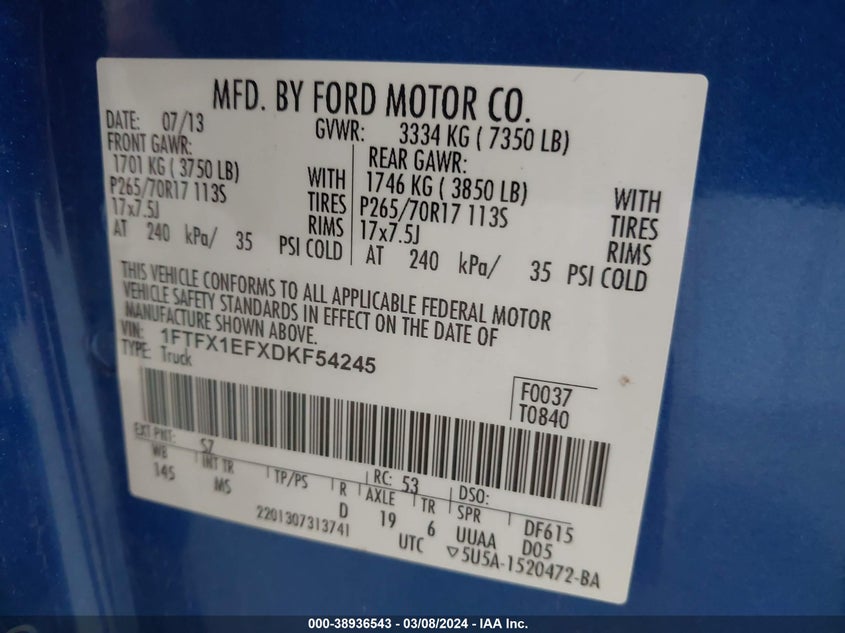 MFD. BY FORD MOTOR CO.
DATE: 07/13 GVWR: 3334 KG ( 7350 LB)
FRONT GAWR: REAR GAWR:
1701 KG ( 3750 LB) WITH 1746 KG ( 3850 LB) WITH
P265/70R17 113S TIRES P265/70R17 113S TIRES
17x7.5J RIMS 17x7.5J RIMS
AT 240 kPa/ 35 PSI COLD AT 240 kPa/ 35 PSI COLD
THIS VEHICLE CONFORMS TO ALL APPLICABLE FEDERAL MOTOR
VEHICLE SAFETY STANDARDS IN EFFECT ON THE DATE OF
MANUFACTURE SHOWN ABOVE.
VIN: 1FTFX1EFXDKF54245
TYPE: Truck
F0037
T0840
EXT PNT: SZ RC: 53 DSO:
WB INT TR TP/PS R AXLE TR SPR DF615
145 MS D 19 6 UUAA D05
2201307313741 UTC ▽5U5A-1520472-BA
000-38936543 — 03/08/2024 — IAA Inc.